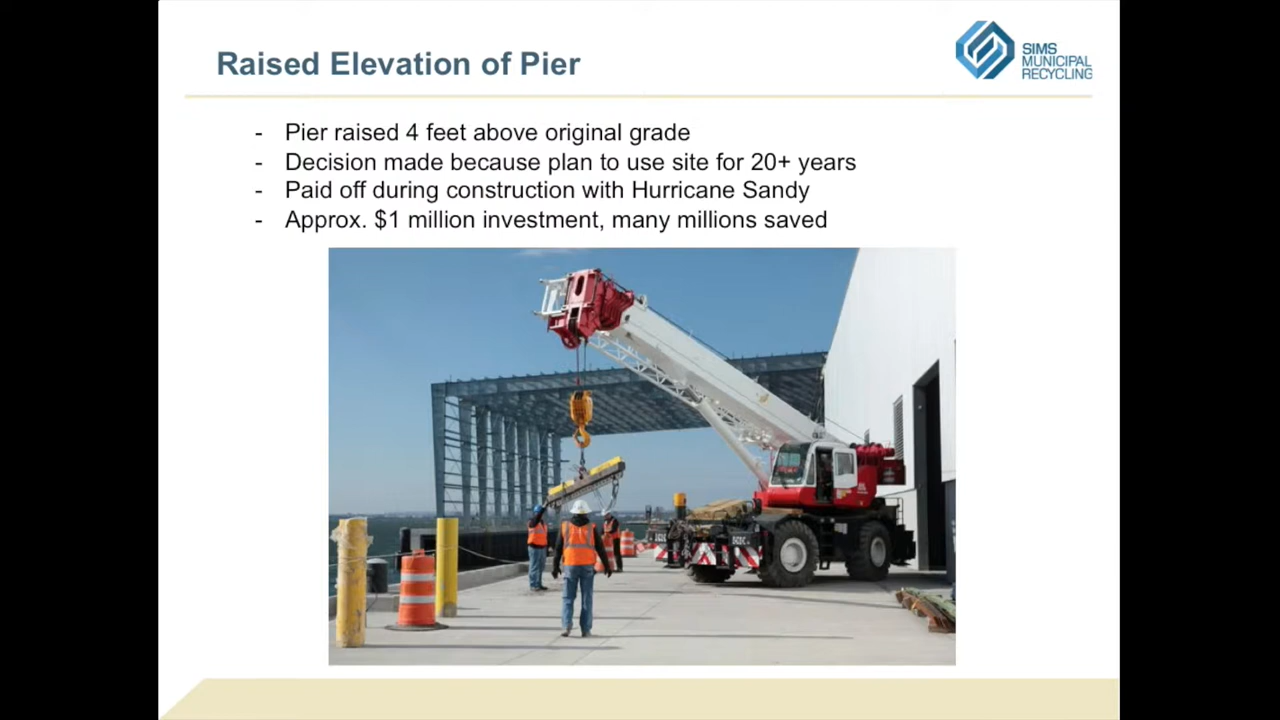 Raised Elevation of Pier
SIMS
MUNICIPAL
RECYCLING
- Pier raised 4 feet above original grade
- Decision made because plan to use site for 20+ years
- Paid off during construction with Hurricane Sandy
- Approx. $1 million investment, many millions saved